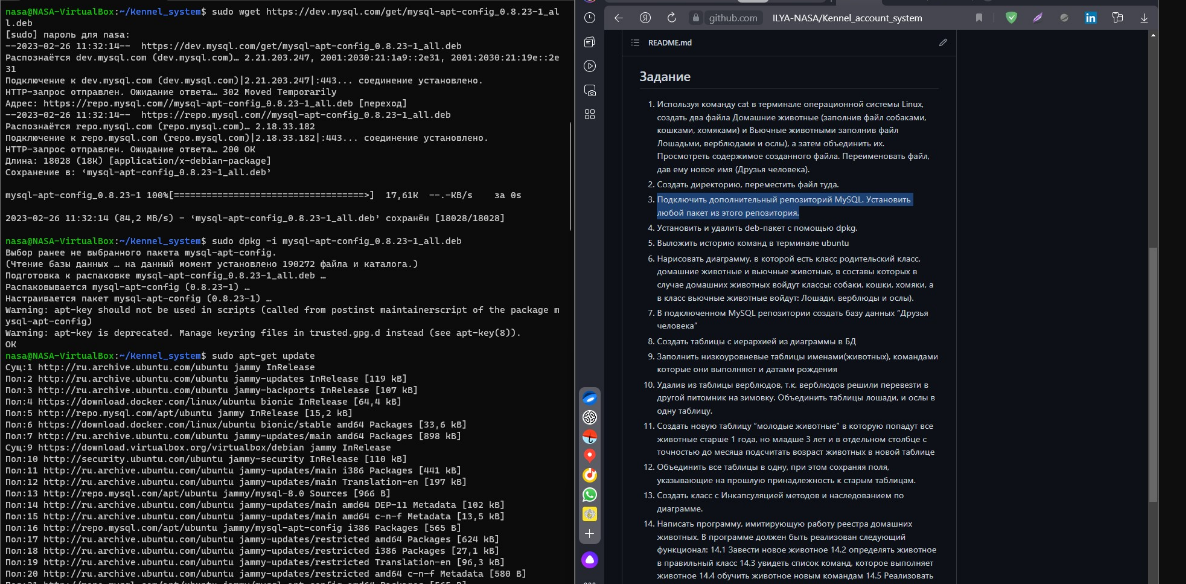 nasa@NASA-VirtualBox:~/Kennel_system$ sudo wget https://dev.mysql.com/get/mysql-apt-config_0.8.23-1_al
l.deb
[sudo] пароль для nasa:
--2023-02-26 11:32:14--  https://dev.mysql.com/get/mysql-apt-config_0.8.23-1_all.deb
Распознаётся dev.mysql.com (dev.mysql.com)… 2.21.203.247, 2001:2030:21:1a9::2e31, 2001:2030:21:19e::2e
31
Подключение к dev.mysql.com (dev.mysql.com)|2.21.203.247|:443... соединение установлено.
HTTP-запрос отправлен. Ожидание ответа… 302 Moved Temporarily
Адрес: https://repo.mysql.com//mysql-apt-config_0.8.23-1_all.deb [переход]
--2023-02-26 11:32:14--  https://repo.mysql.com//mysql-apt-config_0.8.23-1_all.deb
Распознаётся repo.mysql.com (repo.mysql.com)… 2.18.33.182
Подключение к repo.mysql.com (repo.mysql.com)|2.18.33.182|:443... соединение установлено.
HTTP-запрос отправлен. Ожидание ответа… 200 OK
Длина: 18028 (18K) [application/x-debian-package]
Сохранение в: ‘mysql-apt-config_0.8.23-1_all.deb’
mysql-apt-config_0.8.23-1 100%[===================================>]  17,61K  --.-KB/s    за 0s
2023-02-26 11:32:14 (84,2 MB/s) - ‘mysql-apt-config_0.8.23-1_all.deb’ сохранён [18028/18028]
nasa@NASA-VirtualBox:~/Kennel_system$ sudo dpkg -i mysql-apt-config_0.8.23-1_all.deb
Выбор ранее не выбранного пакета mysql-apt-config.
(Чтение базы данных … на данный момент установлено 190272 файла и каталога.)
Подготовка к распаковке mysql-apt-config_0.8.23-1_all.deb …
Распаковывается mysql-apt-config (0.8.23-1) …
Настраивается пакет mysql-apt-config (0.8.23-1) …
Warning: apt-key should not be used in scripts (called from postinst maintainerscript of the package m
ysql-apt-config)
Warning: apt-key is deprecated. Manage keyring files in trusted.gpg.d instead (see apt-key(8)).
OK
nasa@NASA-VirtualBox:~/Kennel_system$ sudo apt-get update
Сущ:1 http://ru.archive.ubuntu.com/ubuntu jammy InRelease
Пол:2 http://ru.archive.ubuntu.com/ubuntu jammy-updates InRelease [119 kB]
Пол:3 http://ru.archive.ubuntu.com/ubuntu jammy-backports InRelease [107 kB]
Пол:4 https://download.docker.com/linux/ubuntu bionic InRelease [64,4 kB]
Пол:5 http://repo.mysql.com/apt/ubuntu jammy InRelease [15,2 kB]
Пол:6 https://download.docker.com/linux/ubuntu bionic/stable amd64 Packages [33,6 kB]
Пол:7 http://ru.archive.ubuntu.com/ubuntu jammy-updates/main amd64 Packages [898 kB]
Сущ:9 https://download.virtualbox.org/virtualbox/debian jammy InRelease
Пол:10 http://security.ubuntu.com/ubuntu jammy-security InRelease [110 kB]
Пол:11 http://ru.archive.ubuntu.com/ubuntu jammy-updates/main i386 Packages [441 kB]
Пол:12 http://ru.archive.ubuntu.com/ubuntu jammy-updates/main Translation-en [197 kB]
Пол:13 http://repo.mysql.com/apt/ubuntu jammy/mysql-8.0 Sources [966 B]
Пол:14 http://ru.archive.ubuntu.com/ubuntu jammy-updates/main amd64 DEP-11 Metadata [102 kB]
Пол:15 http://ru.archive.ubuntu.com/ubuntu jammy-updates/main amd64 c-n-f Metadata [13,5 kB]
Пол:16 http://repo.mysql.com/apt/ubuntu jammy/mysql-apt-config i386 Packages [565 B]
Пол:17 http://ru.archive.ubuntu.com/ubuntu jammy-updates/restricted amd64 Packages [624 kB]
Пол:18 http://ru.archive.ubuntu.com/ubuntu jammy-updates/restricted i386 Packages [27,1 kB]
Пол:19 http://ru.archive.ubuntu.com/ubuntu jammy-updates/restricted Translation-en [96,3 kB]
Пол:20 http://ru.archive.ubuntu.com/ubuntu jammy-updates/restricted amd64 c-n-f Metadata [580 B]
github.com ILYA-NASA/Kennel_account_system
README.md
Задание
1. Используя команду cat в терминале операционной системы Linux,
создать два файла Домашние животные (заполнив файл собаками,
кошками, хомяками) и Вьючные животными заполнив файл
Лошадьми, верблюдами и ослы), а затем объединить их.
Просмотреть содержимое созданного файла. Переименовать файл,
дав ему новое имя (Друзья человека).
2. Создать директорию, переместить файл туда.
3. Подключить дополнительный репозиторий MySQL. Установить
любой пакет из этого репозитория.
4. Установить и удалить deb-пакет с помощью dpkg.
5. Выложить историю команд в терминале ubuntu
6. Нарисовать диаграмму, в которой есть класс родительский класс,
домашние животные и вьючные животные, в составы которых в
случае домашних животных войдут классы: собаки, кошки, хомяки, а
в класс вьючные животные войдут: Лошади, верблюды и ослы).
7. В подключенном MySQL репозитории создать базу данных "Друзья
человека"
8. Создать таблицы с иерархией из диаграммы в БД
9. Заполнить низкоуровневые таблицы именами(животных), командами
которые они выполняют и датами рождения
10. Удалив из таблицы верблюдов, т.к. верблюдов решили перевезти в
другой питомник на зимовку. Объединить таблицы лошади, и ослы в
одну таблицу.
11. Создать новую таблицу "молодые животные" в которую попадут все
животные старше 1 года, но младше 3 лет и в отдельном столбце с
точностью до месяца подсчитать возраст животных в новой таблице
12. Объединить все таблицы в одну, при этом сохраняя поля,
указывающие на прошлую принадлежность к старым таблицам.
13. Создать класс с Инкапсуляцией методов и наследованием по
диаграмме.
14. Написать программу, имитирующую работу реестра домашних
животных. В программе должен быть реализован следующий
функционал: 14.1 Завести новое животное 14.2 определять животное
в правильный класс 14.3 увидеть список команд, которое выполняет
животное 14.4 обучить животное новым командам 14.5 Реализовать